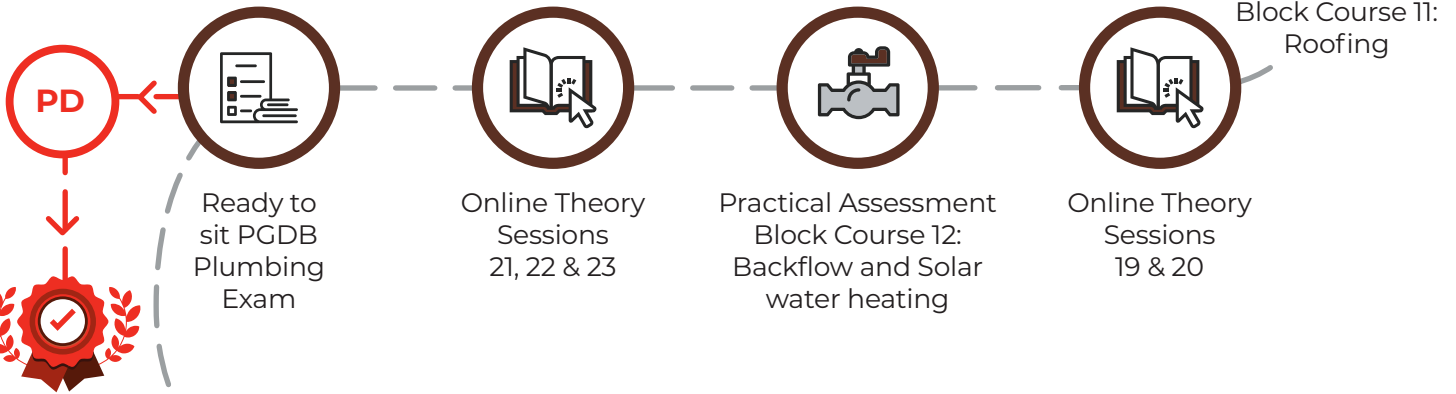 Block Course 11:
Roofing
PD
Ready to
sit PGDB
Plumbing
Exam
Online Theory
Sessions
21, 22 & 23
Practical Assessment
Block Course 12:
Backflow and Solar
water heating
Online Theory
Sessions
19 & 20